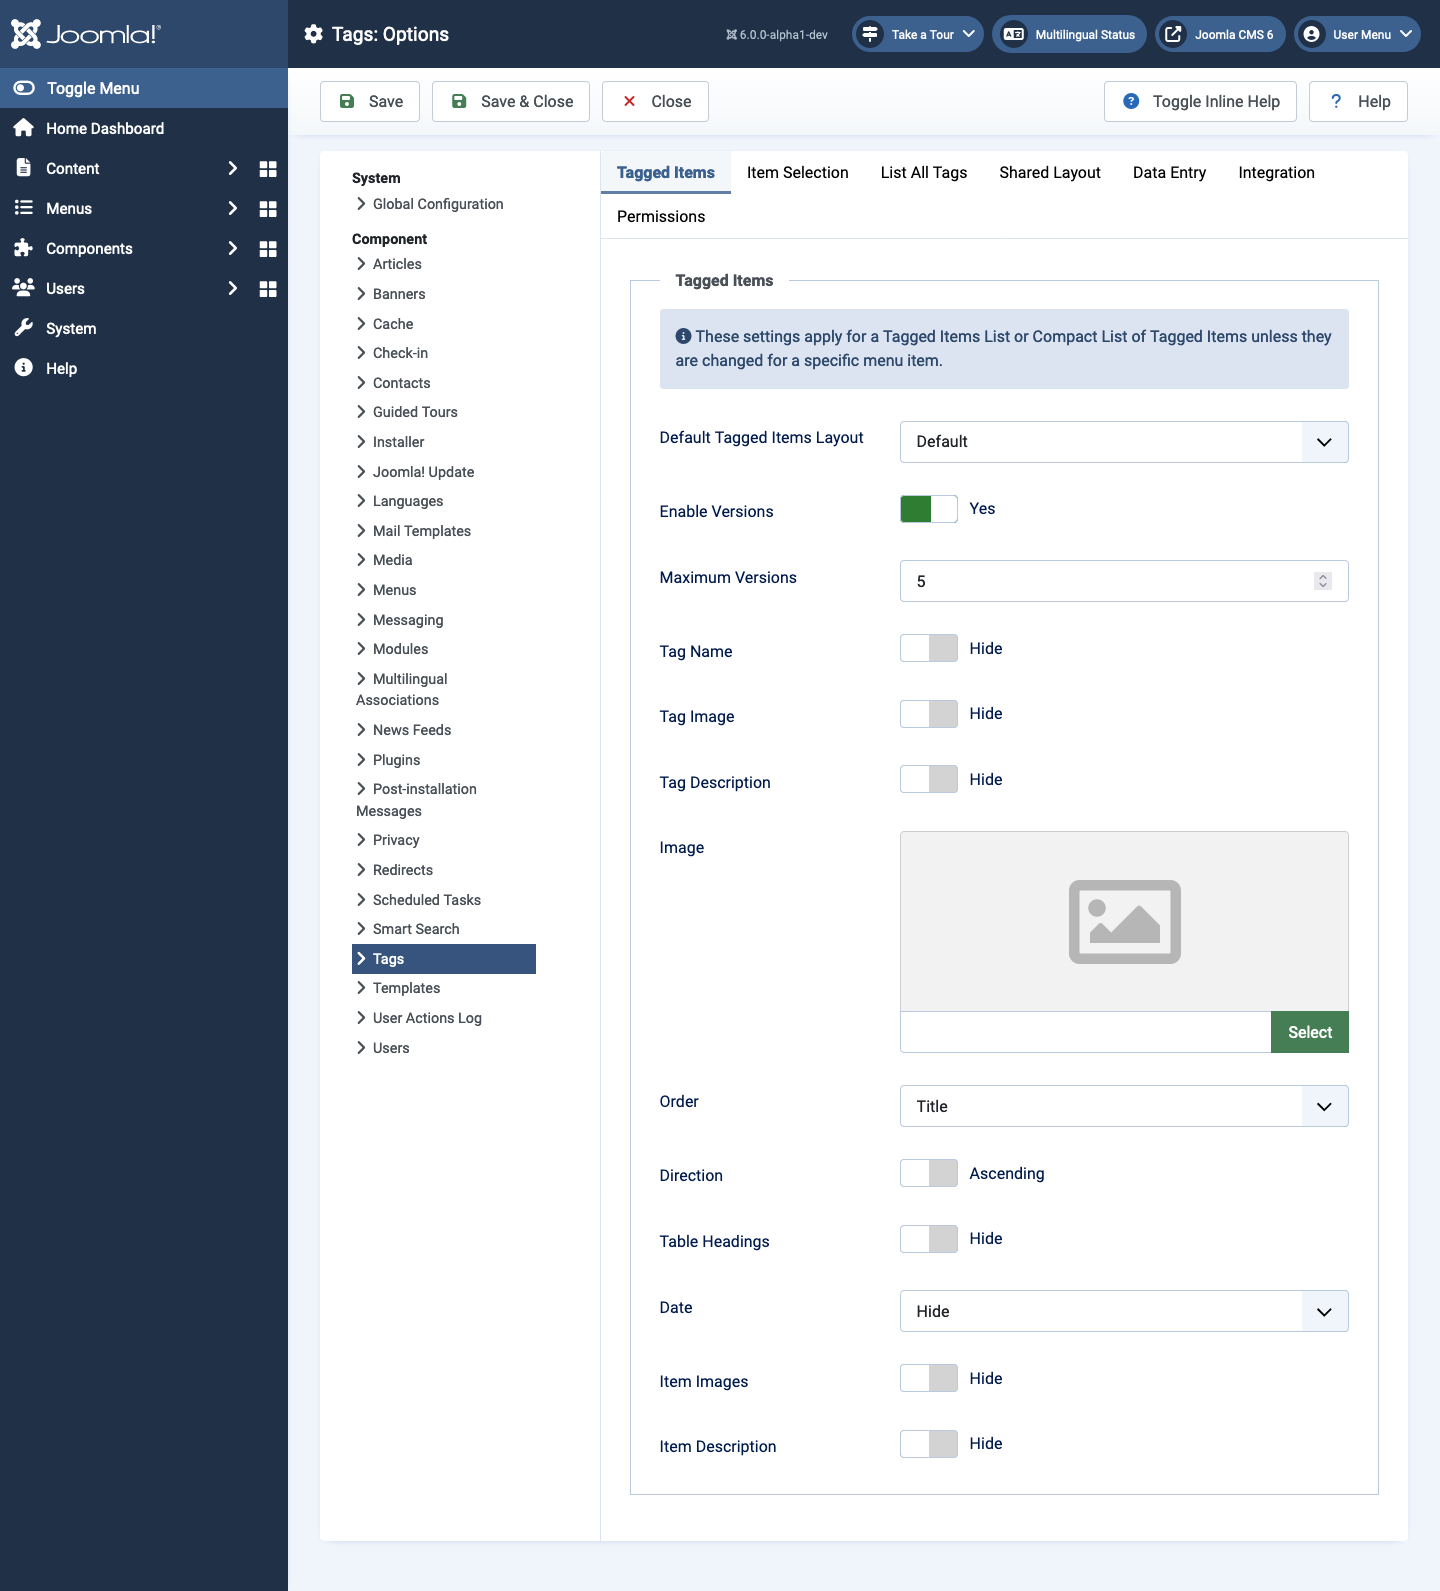 Joomla!
Tags: Options
6.0.0-alpha1-dev
Take a Tour
Multilingual Status
Joomla CMS 6
User Menu
Toggle Menu
Home Dashboard
Content
Menus
Components
Users
System
Help
Save
Save & Close
Close
Toggle Inline Help
Help
System
Global Configuration
Component
Articles
Banners
Cache
Check-in
Contacts
Guided Tours
Installer
Joomla! Update
Languages
Mail Templates
Media
Menus
Messaging
Modules
Multilingual
Associations
News Feeds
Plugins
Post-installation
Messages
Privacy
Redirects
Scheduled Tasks
Smart Search
Tags
Templates
User Actions Log
Users
Tagged Items
Item Selection
List All Tags
Shared Layout
Data Entry
Integration
Permissions
Tagged Items
These settings apply for a Tagged Items List or Compact List of Tagged Items unless they
are changed for a specific menu item.
Default Tagged Items Layout
Default
Enable Versions
Yes
Maximum Versions
5
Tag Name
Hide
Tag Image
Hide
Tag Description
Hide
Image
Select
Order
Title
Direction
Ascending
Table Headings
Hide
Date
Hide
Item Images
Hide
Item Description
Hide